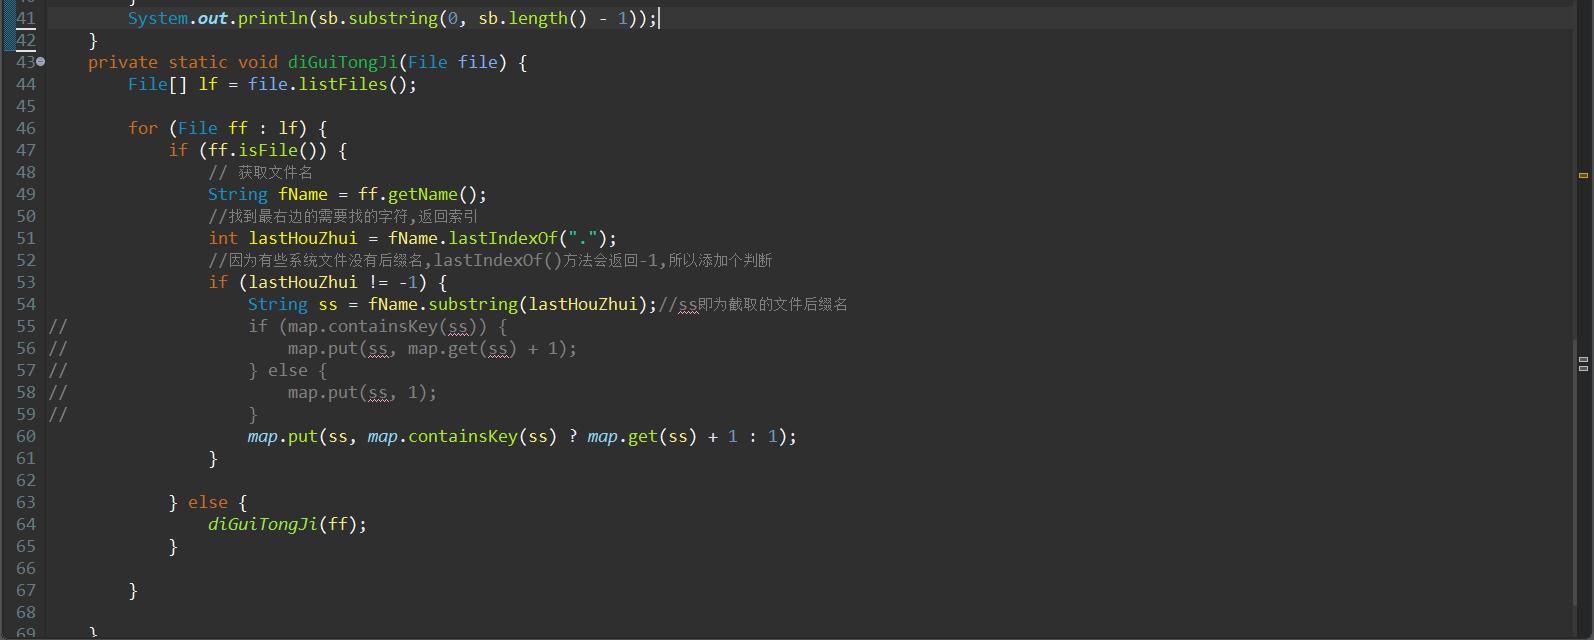 41 System.out.println(sb.substring(0, sb.length() - 1));
42 }
43 private static void diGuiTongJi(File file) {
44 File[] lf = file.listFiles();
45
46 for (File ff : lf) {
47 if (ff.isFile()) {
48 // 获取文件名
49 String fName = ff.getName();
50 //找到最右边的需要找的字符,返回索引
51 int lastHouZhui = fName.lastIndexOf(".");
52 //因为有些系统文件没有后缀名,lastIndexOf()方法会返回-1,所以添加个判断
53 if (lastHouZhui != -1) {
54 String ss = fName.substring(lastHouZhui);//ss即为截取的文件后缀名
55 // if (map.containsKey(ss)) {
56 // map.put(ss, map.get(ss) + 1);
57 // } else {
58 // map.put(ss, 1);
59 // }
60 map.put(ss, map.containsKey(ss) ? map.get(ss) + 1 : 1);
61 }
62
63 } else {
64 diGuiTongJi(ff);
65 }
66
67 }
68
69 }